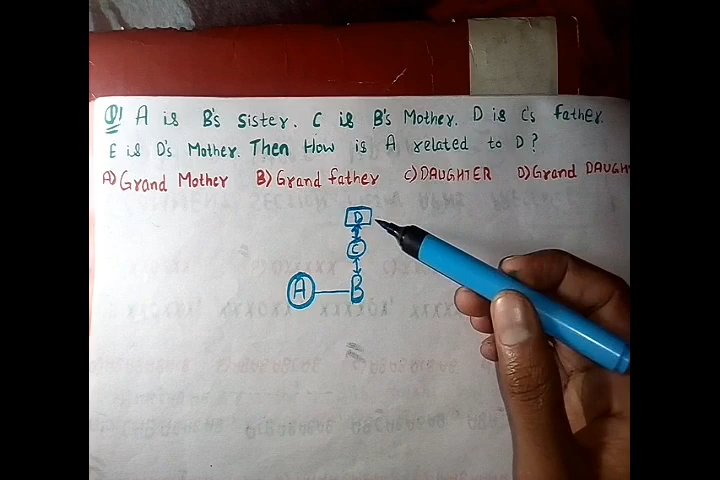 Q1 A is B's Sister. C is B's Mother. D is C's father.
E is D's Mother. Then How is A related to D?
A) Grand Mother B) Grand father C) DAUGHTER D) Grand DAUGH
D
C
A B